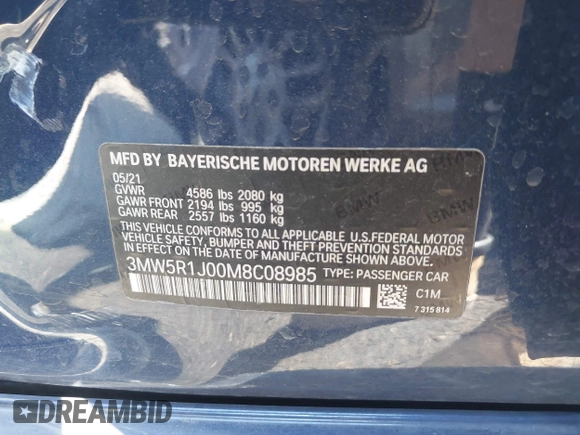 MFD BY BAYERISCHE MOTOREN WERKE AG
05/21
GVWR 4586 lbs 2080 kg
GAWR FRONT 2194 lbs 995 kg
GAWR REAR 2557 lbs 1160 kg
THIS VEHICLE CONFORMS TO ALL APPLICABLE U.S.FEDERAL MOTOR
VEHICLE SAFETY, BUMPER AND THEFT PREVENTION STANDARDS
IN EFFECT ON THE DATE OF MANUFACTURE SHOWN ABOVE.
3MW5R1J00M8C08985 TYPE: PASSENGER CAR
C1M
7 315 814
DREAMBID